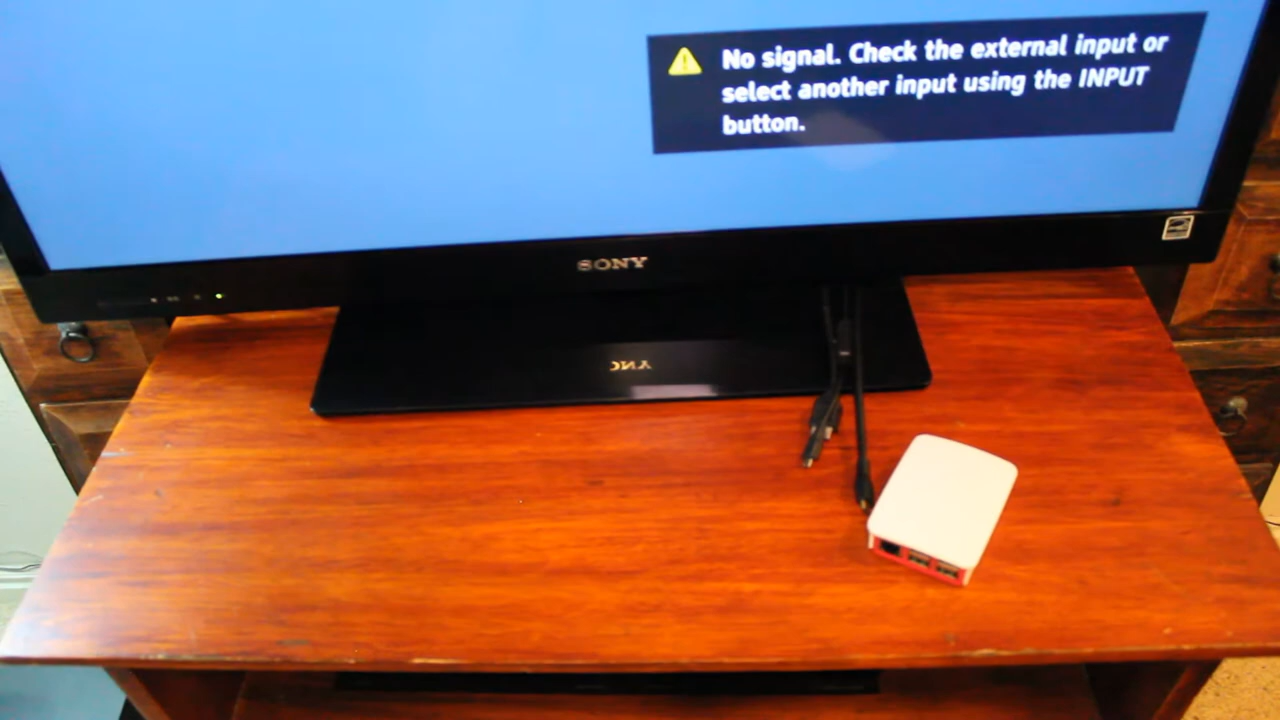 No signal. Check the external input or
select another input using the INPUT
button.
SONY